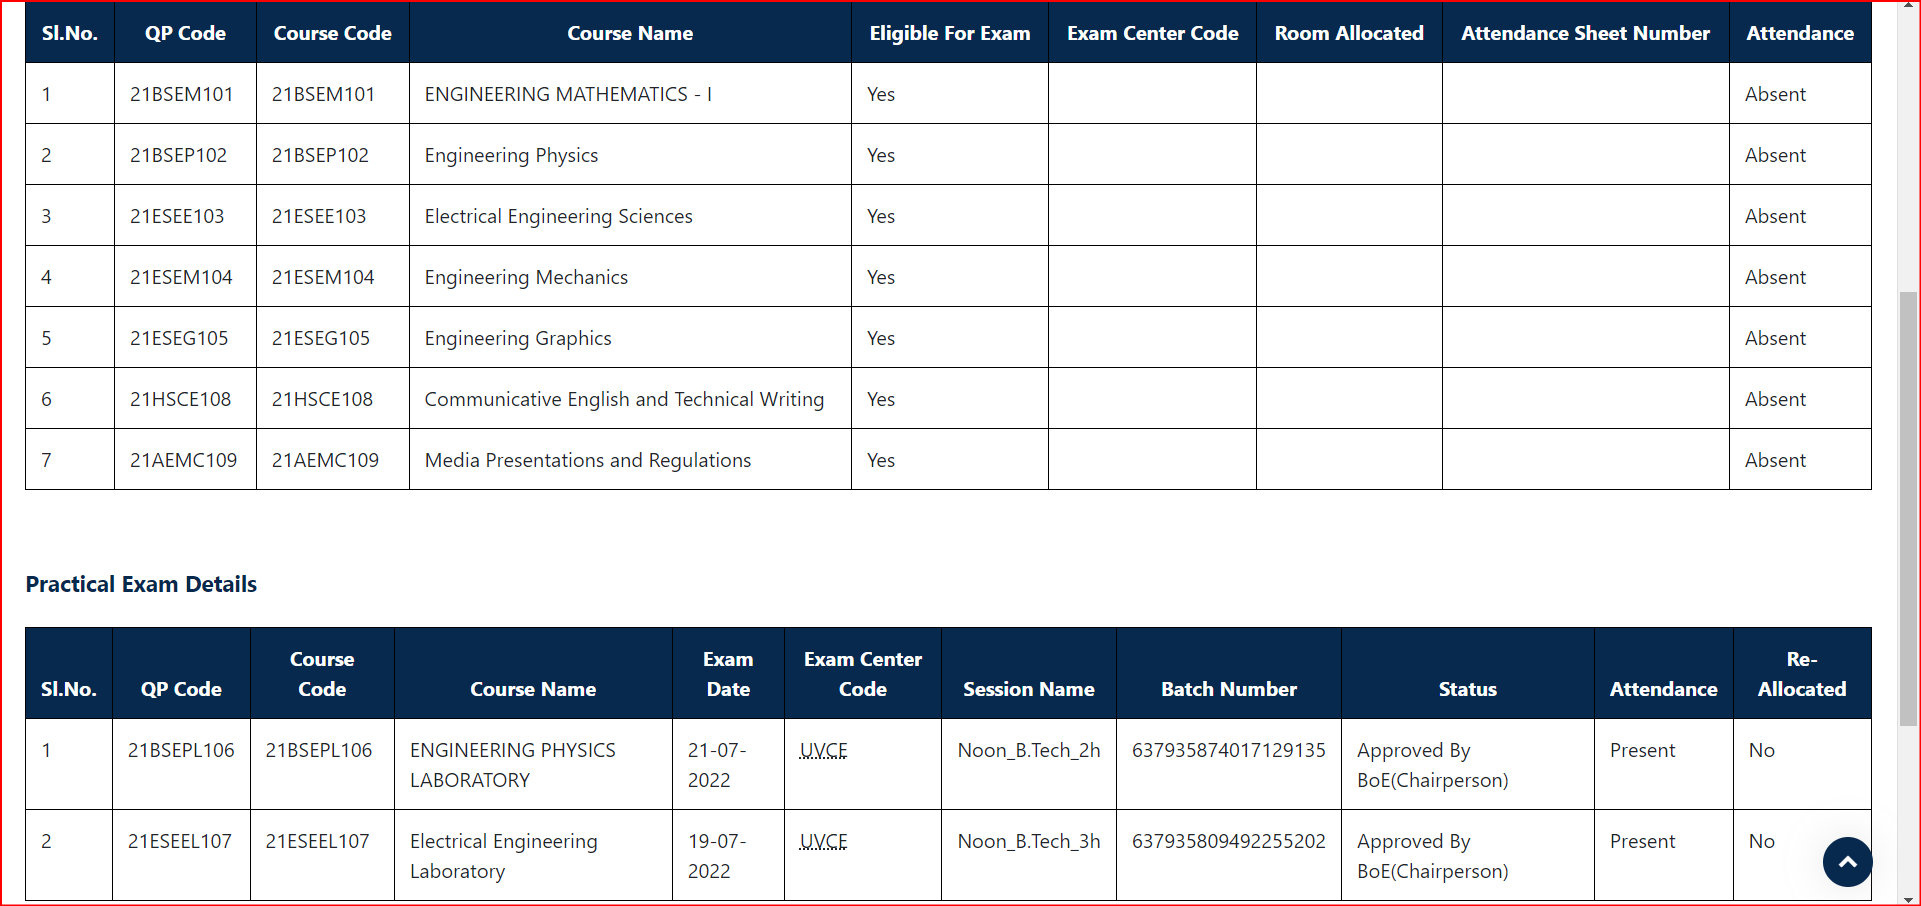 Sl.No. QP Code Course Code Course Name Eligible For Exam Exam Center Code Room Allocated Attendance Sheet Number Attendance
1 21BSEM101 21BSEM101 ENGINEERING MATHEMATICS - I Yes Absent
2 21BSEP102 21BSEP102 Engineering Physics Yes Absent
3 21ESEE103 21ESEE103 Electrical Engineering Sciences Yes Absent
4 21ESEM104 21ESEM104 Engineering Mechanics Yes Absent
5 21ESEG105 21ESEG105 Engineering Graphics Yes Absent
6 21HSCE108 21HSCE108 Communicative English and Technical Writing Yes Absent
7 21AEMC109 21AEMC109 Media Presentations and Regulations Yes Absent
Practical Exam Details
Course Exam Exam Center Re-
Sl.No. QP Code Code Course Name Date Code Session Name Batch Number Status Attendance Allocated
1 21BSEPL106 21BSEPL106 ENGINEERING PHYSICS 21-07- UVCE Noon_B.Tech_2h 637935874017129135 Approved By Present No
LABORATORY 2022 BoE(Chairperson)
2 21ESEEL107 21ESEEL107 Electrical Engineering 19-07- UVCE Noon_B.Tech_3h 637935809492255202 Approved By Present No
Laboratory 2022 BoE(Chairperson)